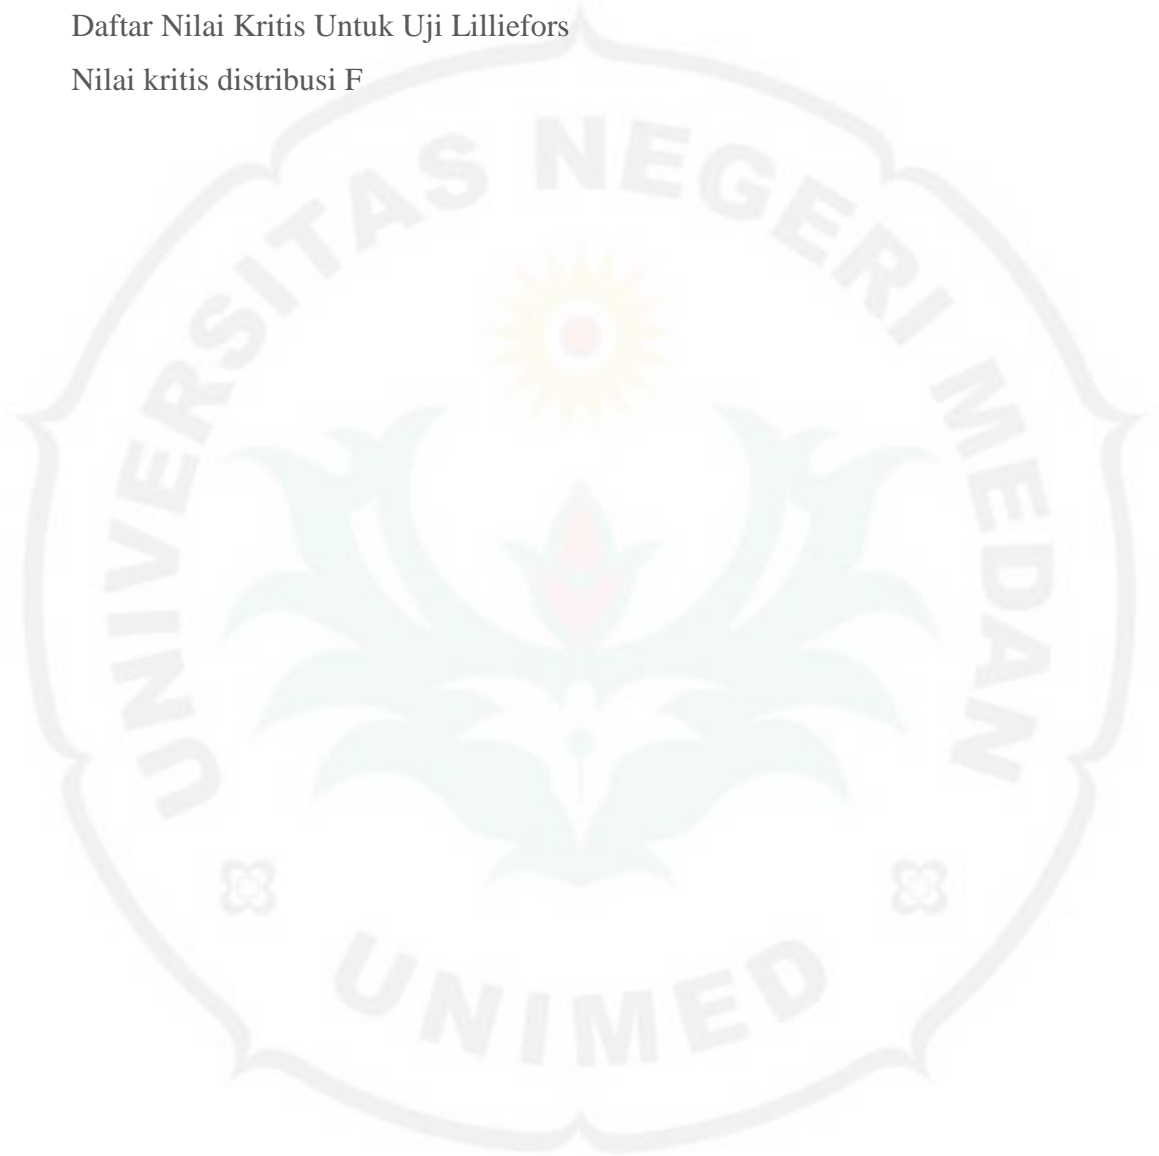 Daftar Nilai Kritis Untuk Uji Lilliefors
Nilai kritis distribusi F
UNIVERSITAS NEGERI MEDAN
UNIMED